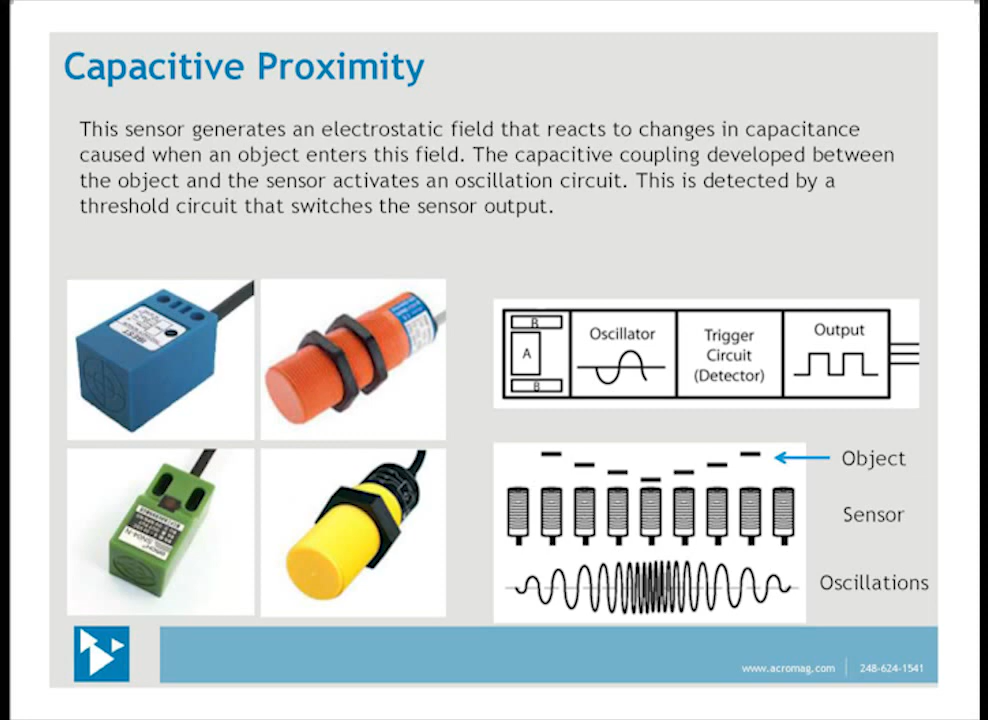 Capacitive Proximity
This sensor generates an electrostatic field that reacts to changes in capacitance
caused when an object enters this field. The capacitive coupling developed between
the object and the sensor activates an oscillation circuit. This is detected by a
threshold circuit that switches the sensor output.
B
A
B
Oscillator
Trigger
Circuit
(Detector)
Output
Object
Sensor
Oscillations
www.acromag.com
248-624-1541